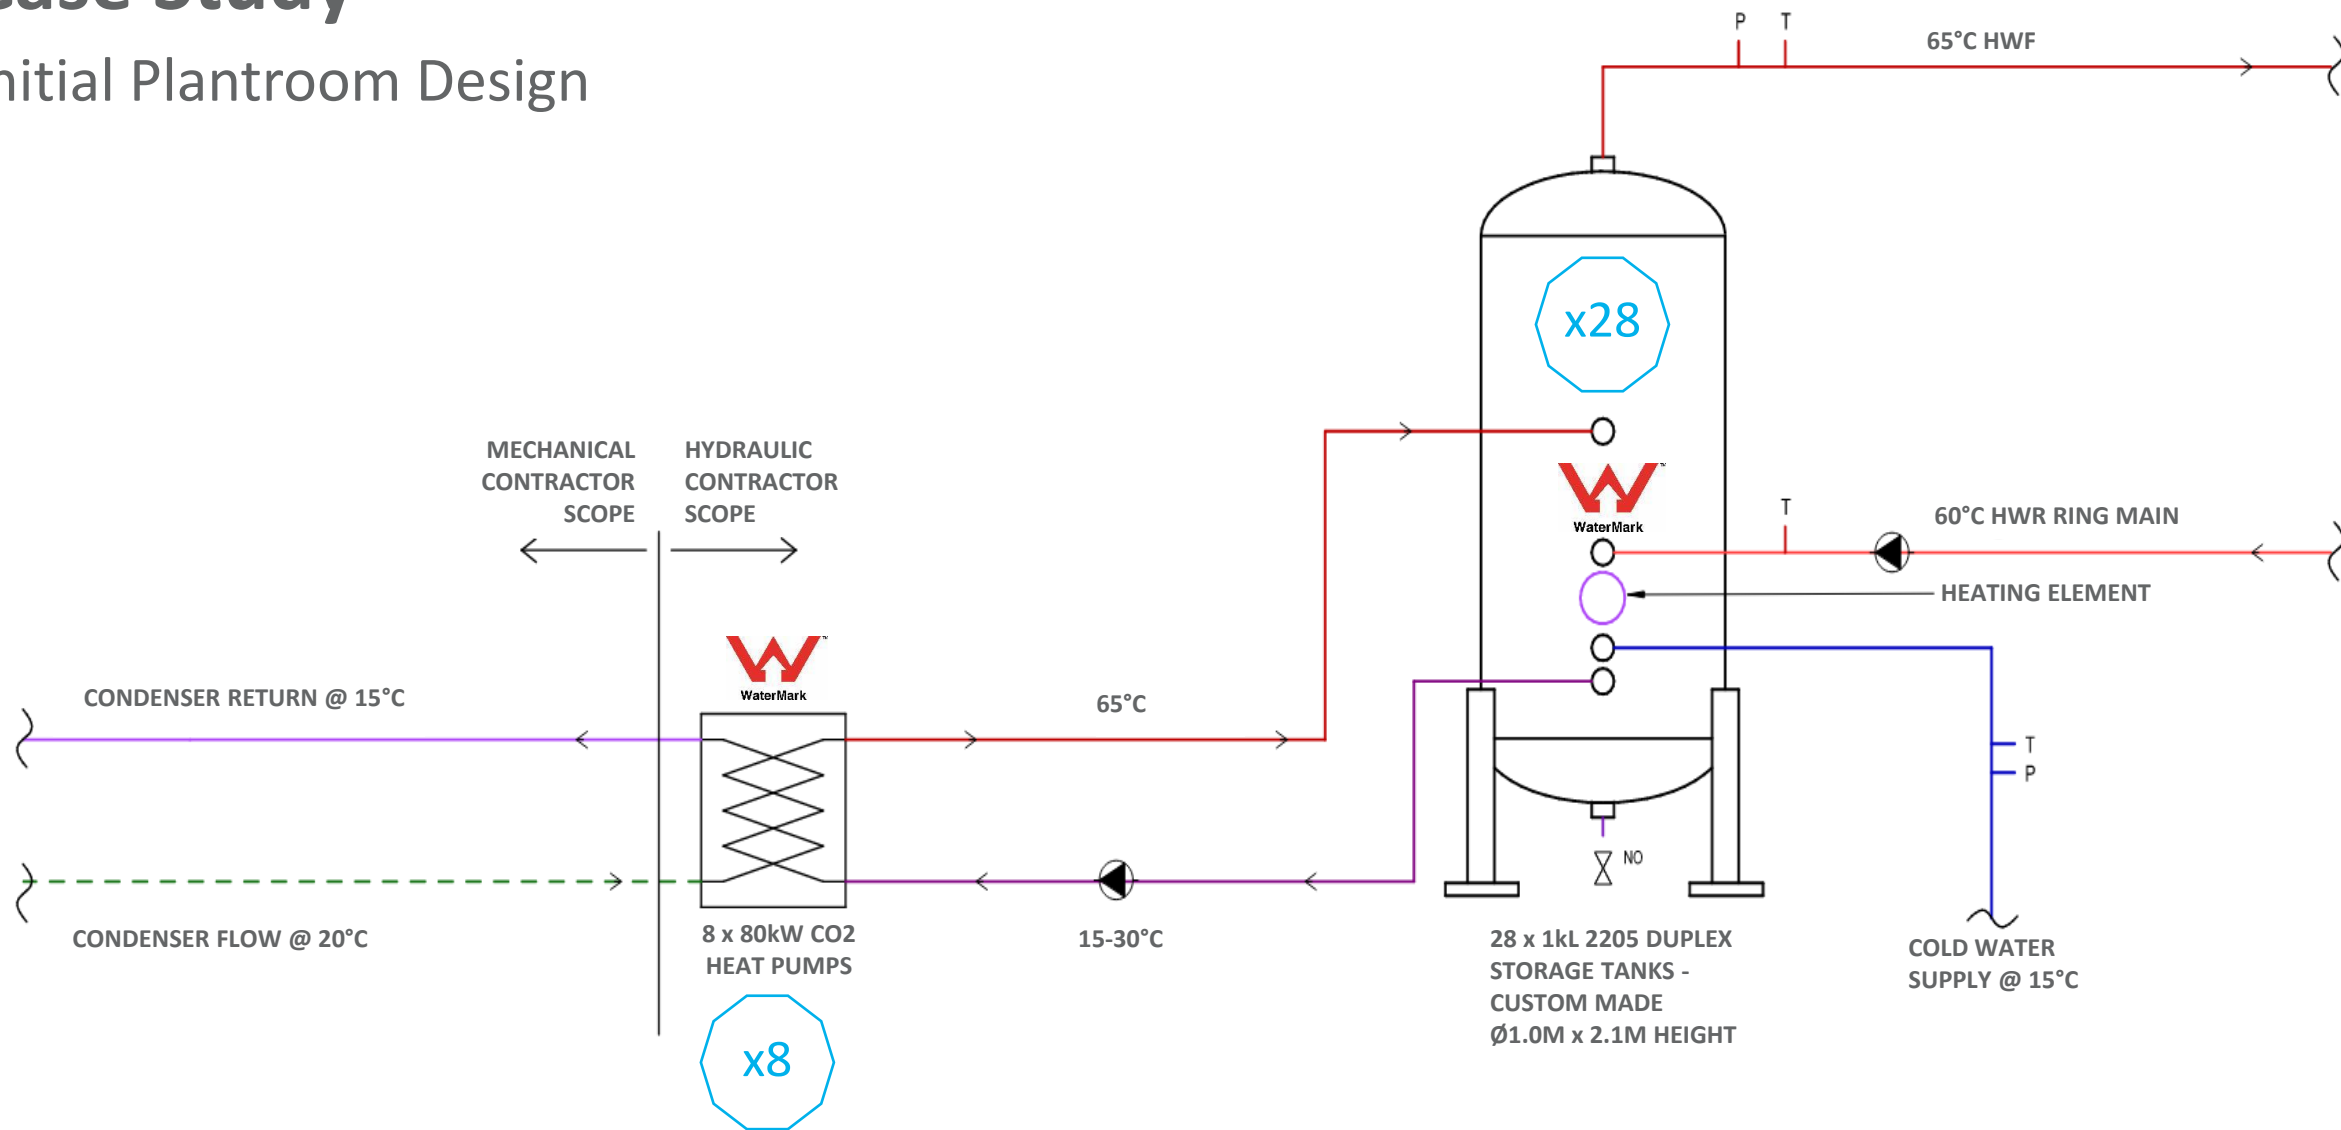 Case Study
nitial Plantroom Design
P
T
65°C HWF
x28
MECHANICAL
CONTRACTOR
SCOPE
HYDRAULIC
CONTRACTOR
SCOPE
WaterMark
T
60°C HWR RING MAIN
HEATING ELEMENT
WaterMark
CONDENSER RETURN @ 15°C
65°C
T
P
NO
CONDENSER FLOW @ 20°C
8 x 80kW CO2
HEAT PUMPS
15-30°C
28 x 1kL 2205 DUPLEX
STORAGE TANKS -
CUSTOM MADE
Ø1.0M x 2.1M HEIGHT
COLD WATER
SUPPLY @ 15°C
x8